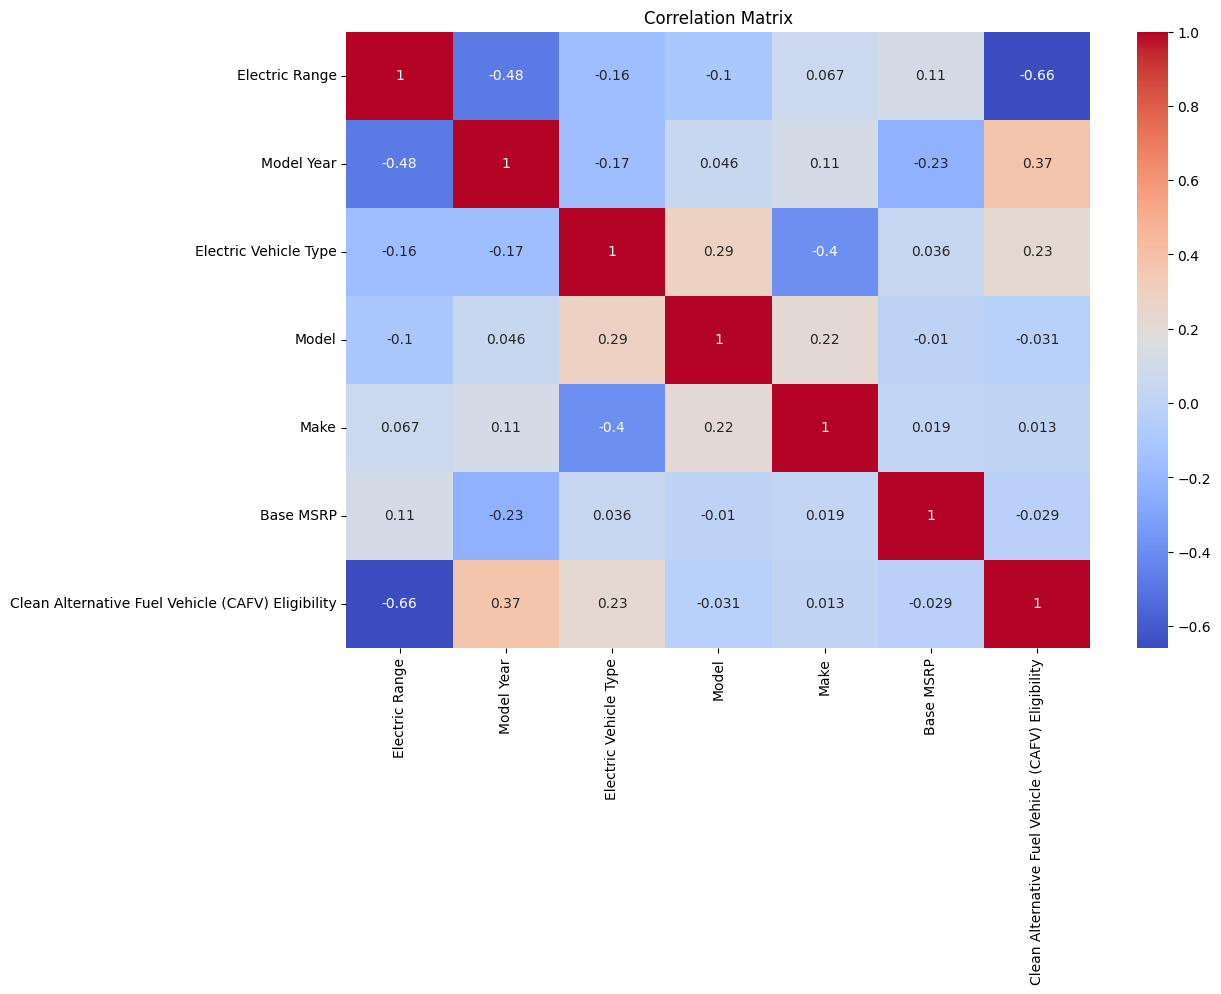 Correlation Matrix
Electric Range 1 -0.48 -0.16 -0.1 0.067 0.11 -0.66
Model Year -0.48 1 -0.17 0.046 0.11 -0.23 0.37
Electric Vehicle Type -0.16 -0.17 1 0.29 -0.4 0.036 0.23
Model -0.1 0.046 0.29 1 0.22 -0.01 -0.031
Make 0.067 0.11 -0.4 0.22 1 0.019 0.013
Base MSRP 0.11 -0.23 0.036 -0.01 0.019 1 -0.029
Clean Alternative Fuel Vehicle (CAFV) Eligibility -0.66 0.37 0.23 -0.031 0.013 -0.029 1
Electric Range
Model Year
Electric Vehicle Type
Model
Make
Base MSRP
Clean Alternative Fuel Vehicle (CAFV) Eligibility
1.0
0.8
0.6
0.4
0.2
0.0
−0.2
−0.4
−0.6